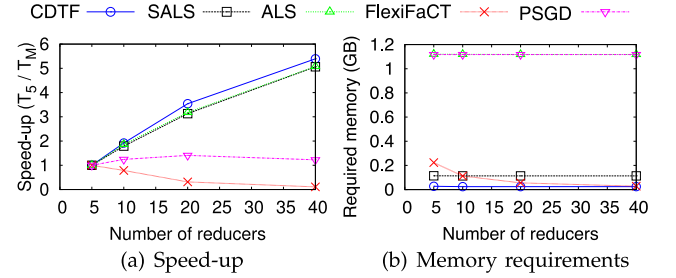 CDTF SALS ALS FlexiFaCT PSGD
Speed-up (T5 / TM)
6
5
4
3
2
1
0
0 5 10 15 20 25 30 35 40
Number of reducers
(a) Speed-up
Required memory (GB)
1.2
1
0.8
0.6
0.4
0.2
0
0 5 10 15 20 25 30 35 40
Number of reducers
(b) Memory requirements